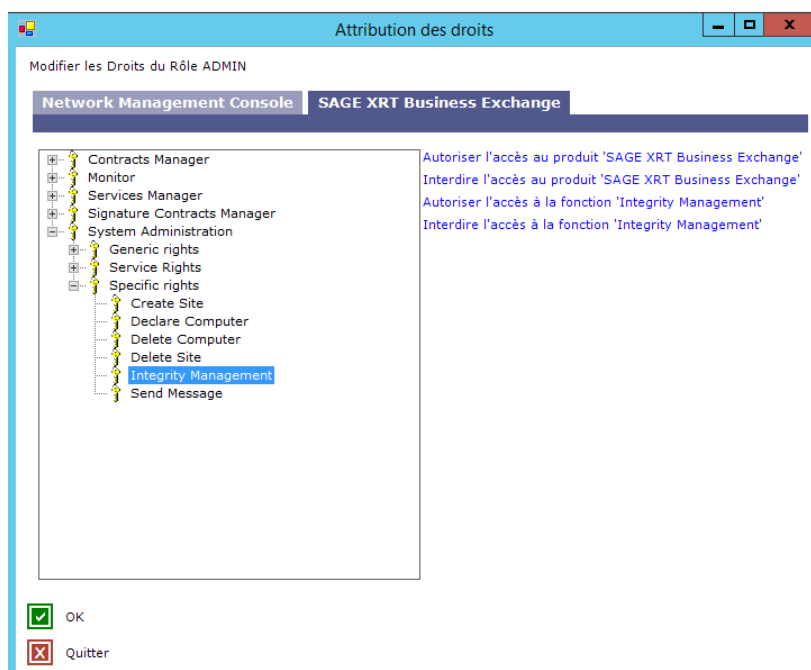 Attribution des droits
Modifier les Droits du Rôle ADMIN
Network Management Console
SAGE XRT Business Exchange
Contracts Manager
Monitor
Services Manager
Signature Contracts Manager
System Administration
Generic rights
Service Rights
Specific rights
Create Site
Declare Computer
Delete Computer
Delete Site
Integrity Management
Send Message
Autoriser l'accès au produit 'SAGE XRT Business Exchange'
Interdire l'accès au produit 'SAGE XRT Business Exchange'
Autoriser l'accès à la fonction 'Integrity Management'
Interdire l'accès à la fonction 'Integrity Management'
OK
Quitter